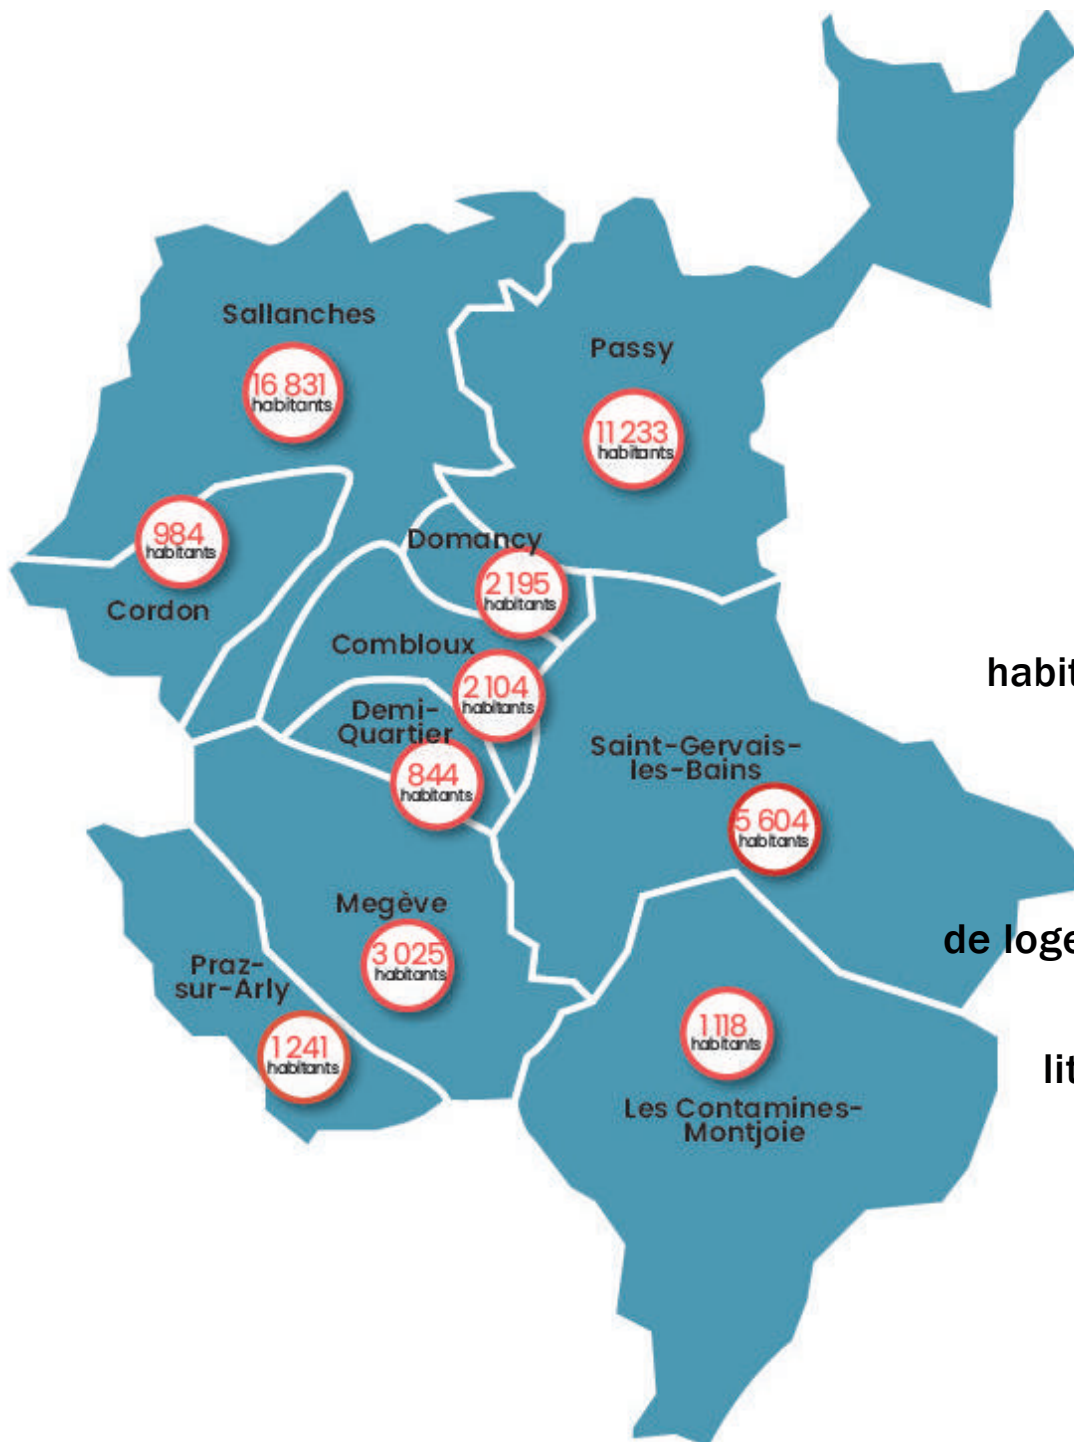 Sallanches
16 831
habitants
Passy
11 233
habitants
984
habitants
Cordon
Domancy
2 195
habitants
Combloux
2 104
habitants
Demi-
Quartier
844
habitants
habit
Saint-Gervais-
les-Bains
5 604
habitants
Megève
3 025
habitants
de loge
Praz-
sur-Arly
1 241
habitants
1 118
habitants
lit
Les Contamines-
Montjoie